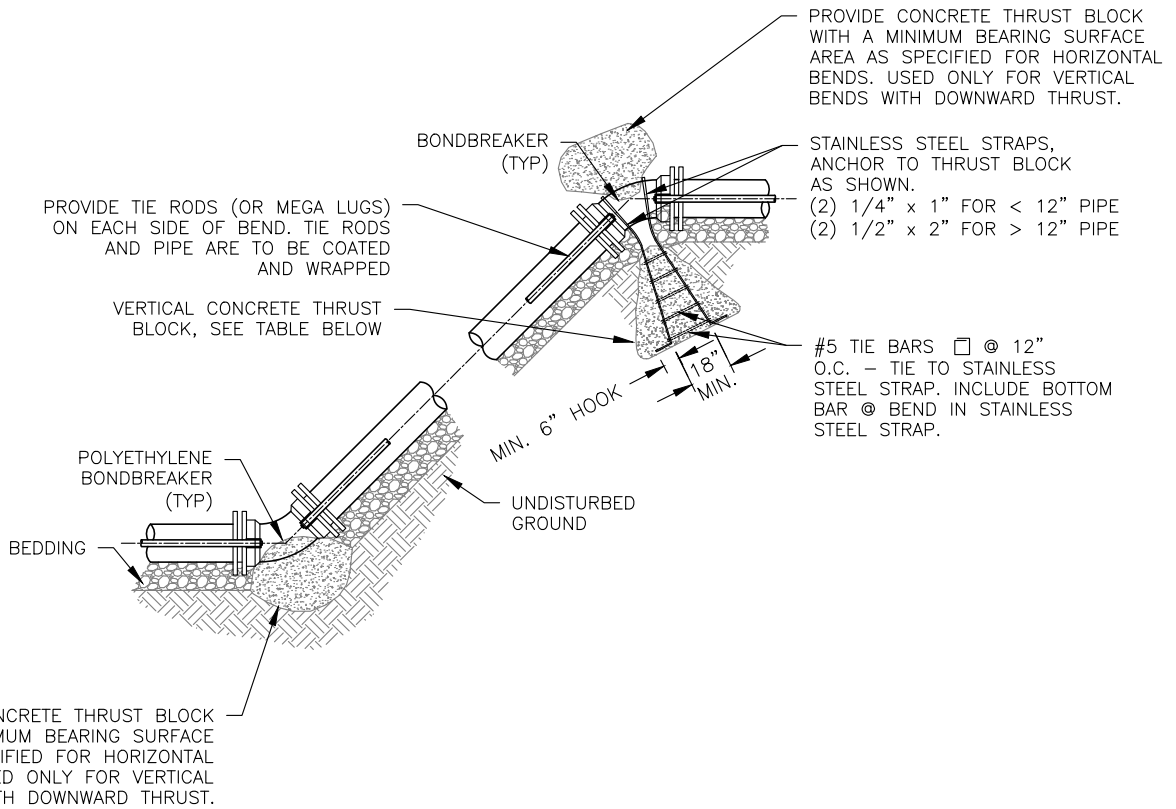 PROVIDE CONCRETE THRUST BLOCK
WITH A MINIMUM BEARING SURFACE
AREA AS SPECIFIED FOR HORIZONTAL
BENDS. USED ONLY FOR VERTICAL
BENDS WITH DOWNWARD THRUST.
BONDBREAKER
(TYP)
STAINLESS STEEL STRAPS,
ANCHOR TO THRUST BLOCK
AS SHOWN.
(2) 1/4" x 1" FOR < 12" PIPE
(2) 1/2" x 2" FOR > 12" PIPE
PROVIDE TIE RODS (OR MEGA LUGS)
ON EACH SIDE OF BEND. TIE RODS
AND PIPE ARE TO BE COATED
AND WRAPPED
VERTICAL CONCRETE THRUST
BLOCK, SEE TABLE BELOW
#5 TIE BARS @ 12"
O.C. – TIE TO STAINLESS
STEEL STRAP. INCLUDE BOTTOM
BAR @ BEND IN STAINLESS
STEEL STRAP.
18"
MIN.
MIN. 6" HOOK
POLYETHYLENE
BONDBREAKER
(TYP)
UNDISTURBED
GROUND
BEDDING
THRUST BLOCK
BEARING SURFACE
FOR HORIZONTAL
ONLY FOR VERTICAL
DOWNWARD THRUST.